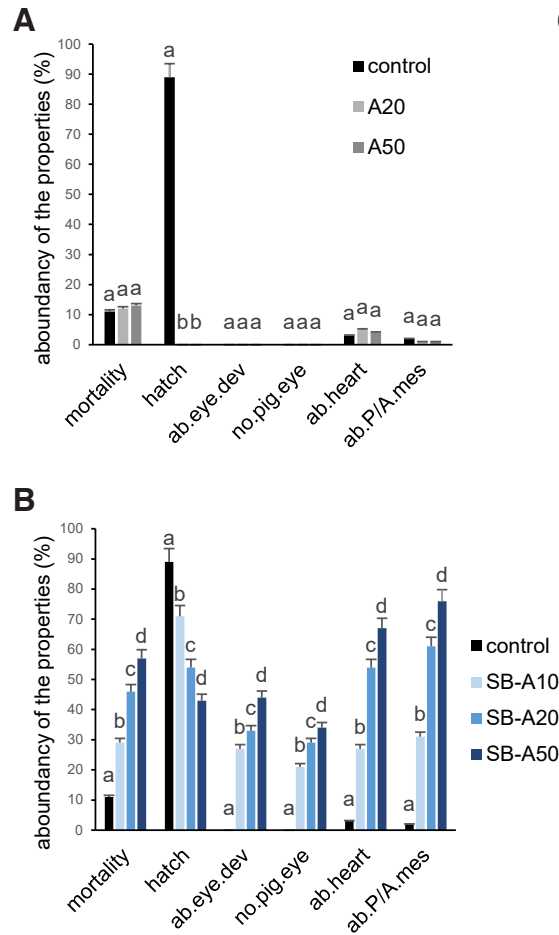 A
aboundancy of the properties (%)
100
90
80
70
60
50
40
30
20
10
0
a a a
a
b b
a a a
a a a
a a a
a a a
mortality
hatch
ab.eye.dev
no.pig.eye
ab.heart
ab.P/A.mes
control
A20
A50
B
aboundancy of the properties (%)
100
90
80
70
60
50
40
30
20
10
0
a b c d
a b c d
a b c d
a b c d
a b c d
a b c d
mortality
hatch
ab.eye.dev
no.pig.eye
ab.heart
ab.P/A.mes
control
SB-A10
SB-A20
SB-A50